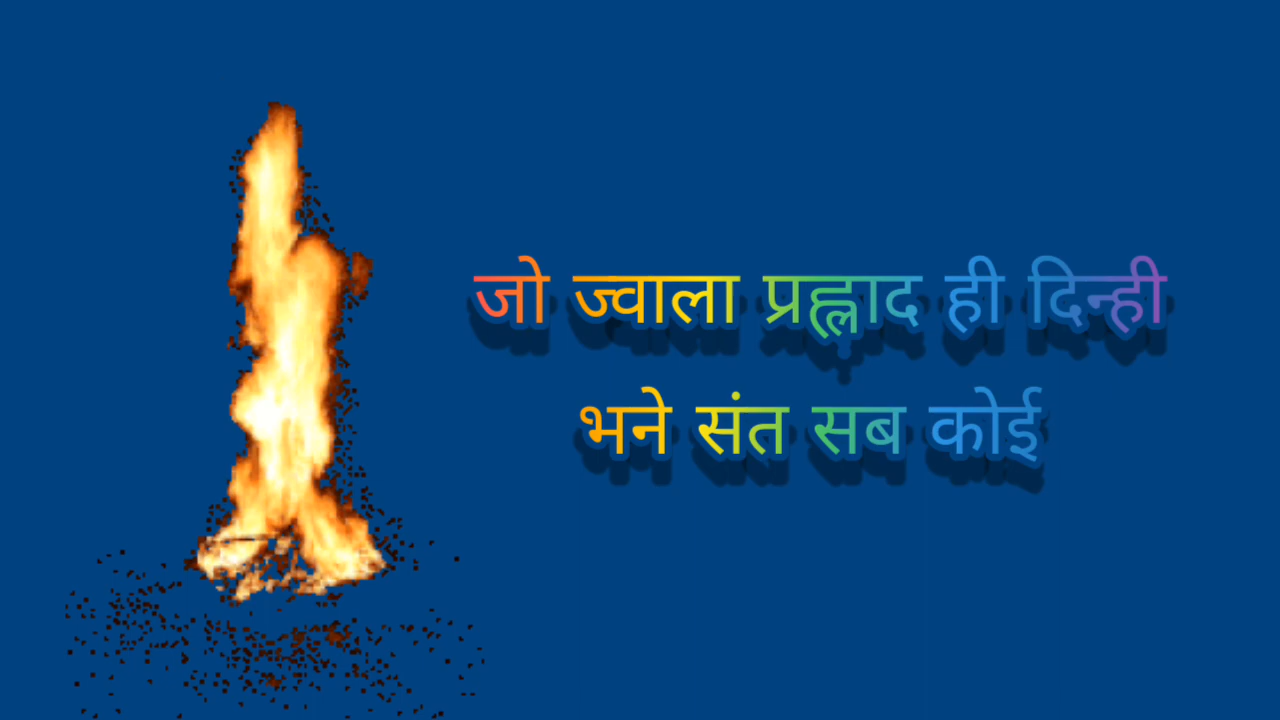 जो ज्वाला प्रह्लाद ही दिन्ही
भने संत सब कोई